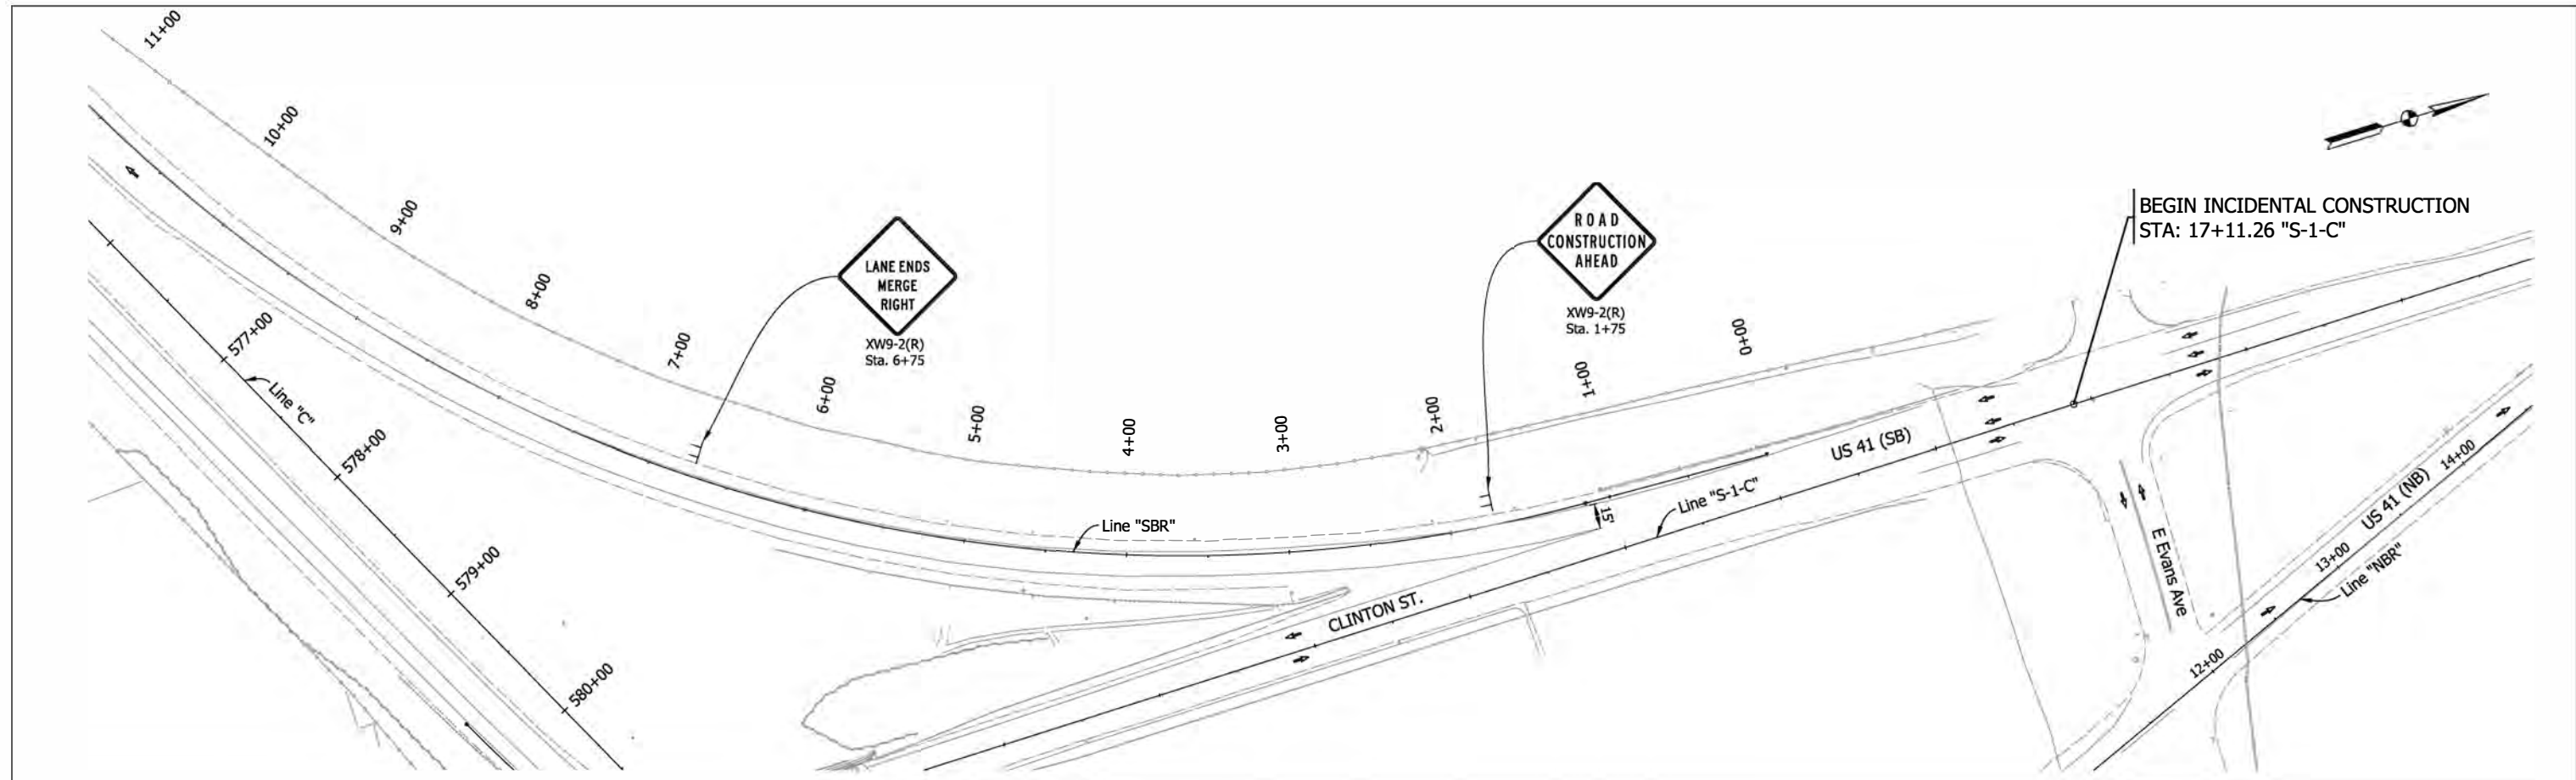 11+00
10+00
9+00
8+00
7+00
6+00
5+00
4+00
3+00
2+00
1+00
0+00
LANE ENDS
MERGE
RIGHT
XW9-2(R)
Sta. 6+75
ROAD
CONSTRUCTION
AHEAD
XW9-2(R)
Sta. 1+75
BEGIN INCIDENTAL CONSTRUCTION
STA: 17+11.26 "S-1-C"
577+00
Line "C"
578+00
579+00
580+00
Line "SBR"
15'
Line "S-1-C"
US 41 (SB)
CLINTON ST.
E Evans Ave
US 41 (NB)
14+00
13+00
Line "NBR"
12+00